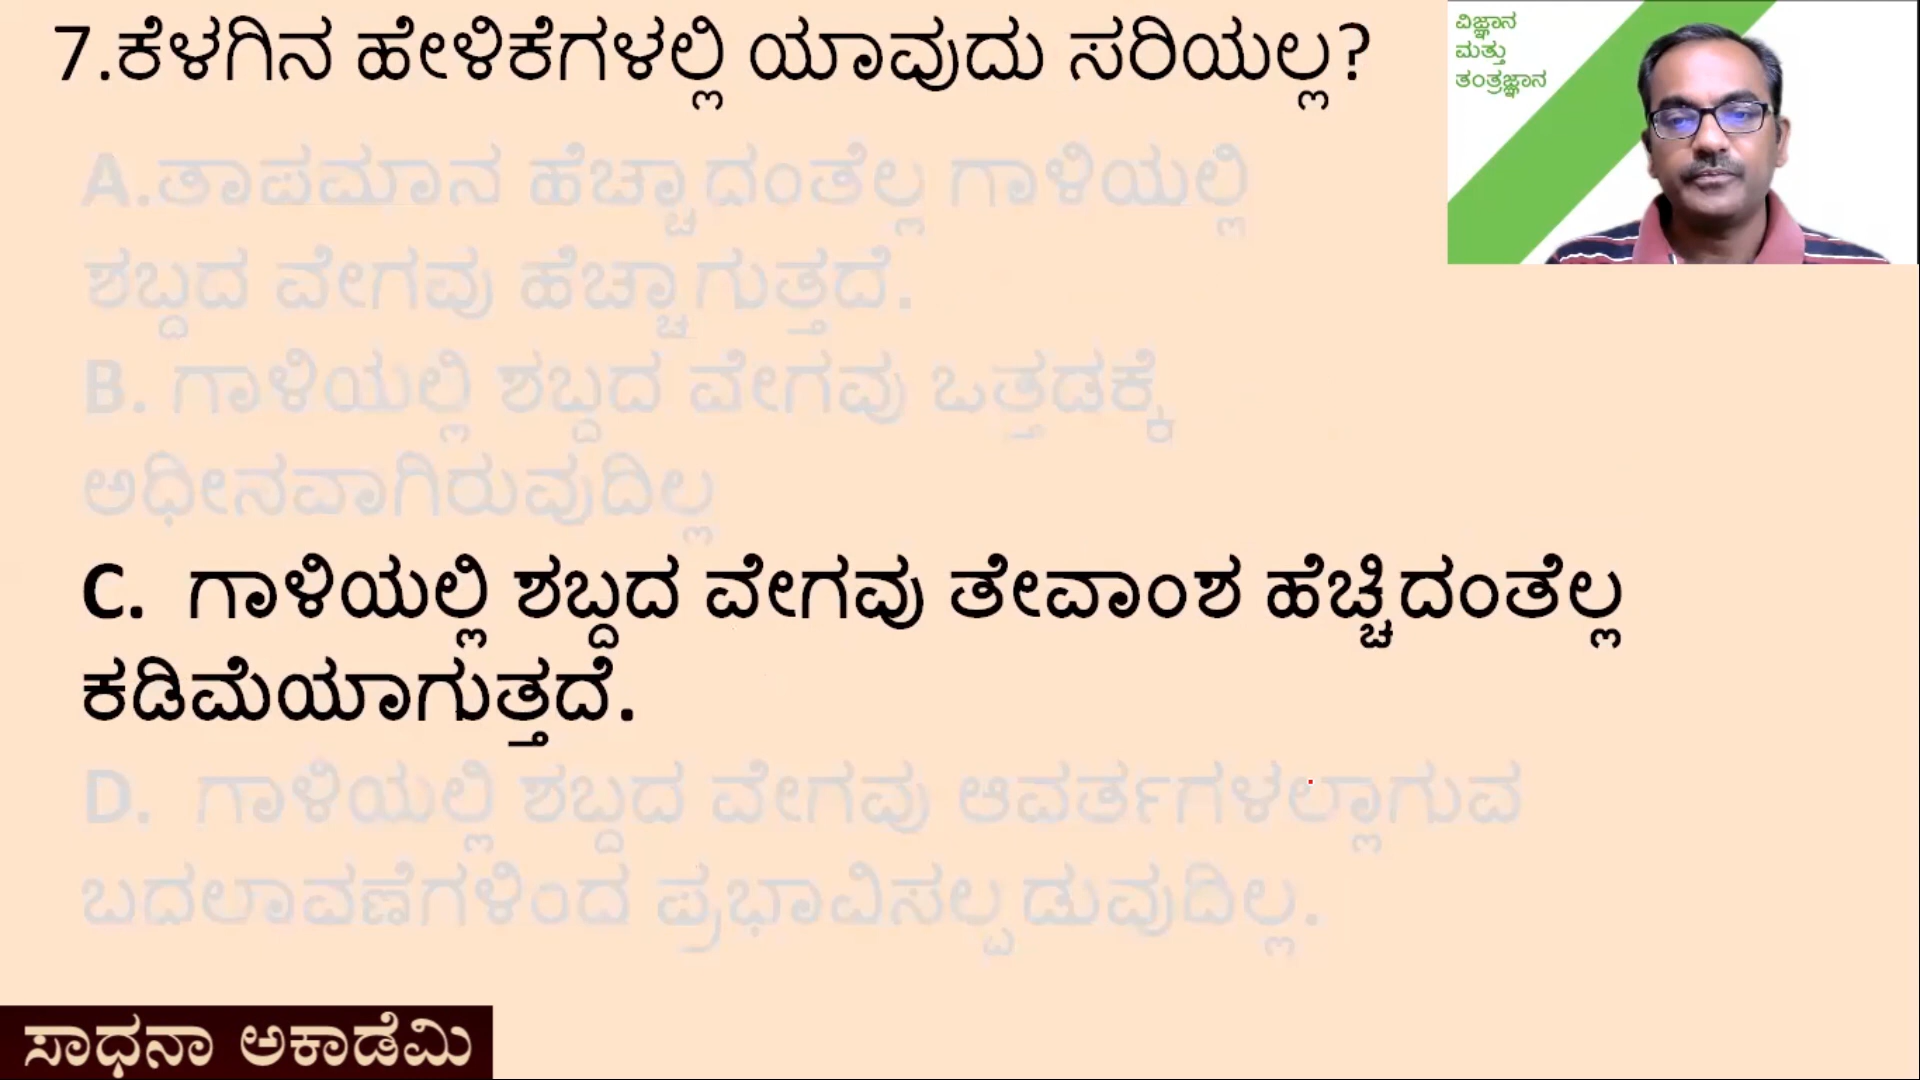 7.ಕೆಳಗಿನ ಹೇಳಿಕೆಗಳಲ್ಲಿ ಯಾವುದು ಸರಿಯಲ್ಲ?
ವಿಜ್ಞಾನ
ಮತ್ತು
ತಂತ್ರಜ್ಞಾನ
A.ತಾಪಮಾನ ಹೆಚ್ಚಾದಂತೆಲ್ಲ ಗಾಳಿಯಲ್ಲಿ
ಶಬ್ದದ ವೇಗವು ಹೆಚ್ಚಾಗುತ್ತದೆ.
B. ಗಾಳಿಯಲ್ಲಿ ಶಬ್ದದ ವೇಗವು ಒತ್ತಡಕ್ಕೆ
ಅಧೀನವಾಗಿರುವುದಿಲ್ಲ
C. ಗಾಳಿಯಲ್ಲಿ ಶಬ್ದದ ವೇಗವು ತೇವಾಂಶ ಹೆಚ್ಚಿದಂತೆಲ್ಲ
ಕಡಿಮೆಯಾಗುತ್ತದೆ.
D. ಗಾಳಿಯಲ್ಲಿ ಶಬ್ದದ ವೇಗವು ಆವರ್ತಗಳಲ್ಲಾಗುವ
ಬದಲಾವಣೆಗಳಿಂದ ಪ್ರಭಾವಿಸಲ್ಪಡುವುದಿಲ್ಲ.
ಸಾಧನಾ ಅಕಾಡೆಮಿ